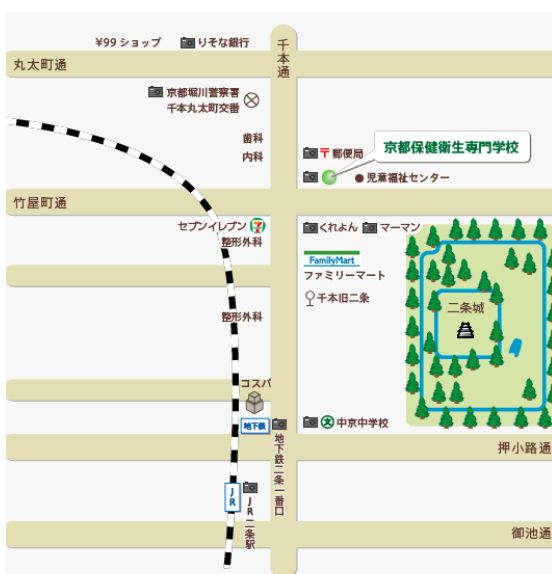 ¥99 ショップ
りそな銀行
千本通
丸太町通
京都堀川警察署
千本丸太町交番
歯科
内科
〒郵便局
京都保健衛生専門学校
児童福祉センター
竹屋町通
セブンイレブン
7
整形外科
くれよん
マーマン
FamilyMart
ファミリーマート
千本旧二条
二条城
整形外科
コスパ
地下鉄
地下鉄二条一番口
文
中京中学校
押小路通
JR
JR二条駅
御池通